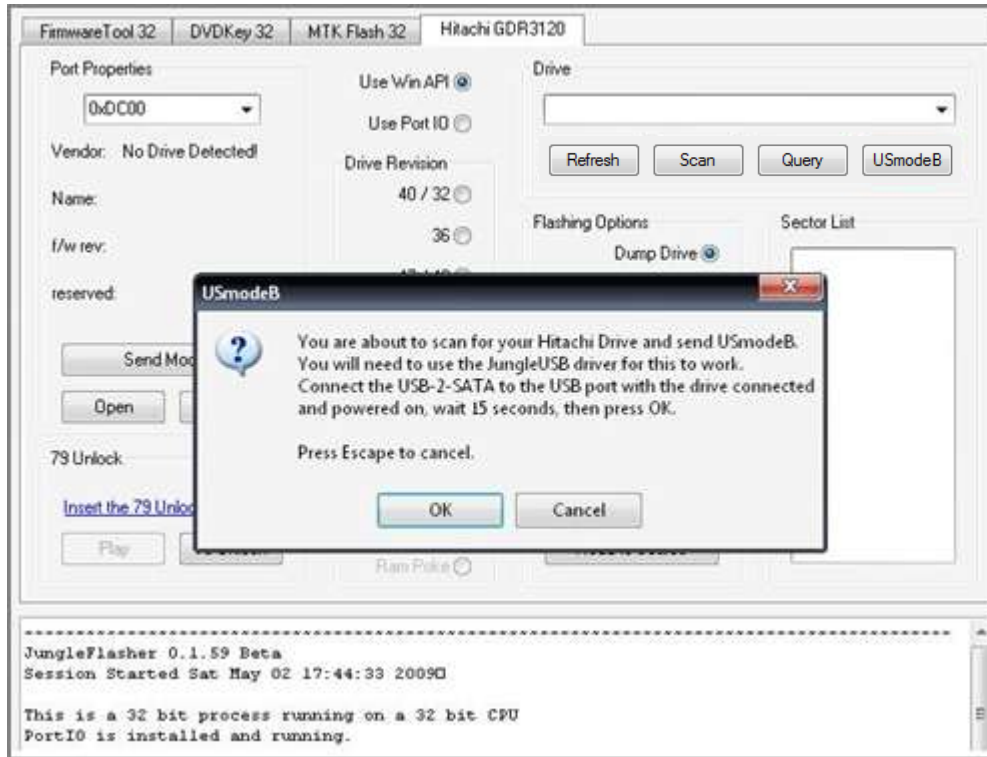 FirmwareTool 32 DVDKey 32 MTK Flash 32 Hitachi GDR3120
Port Properties
0xDC00
Vendor: No Drive Detected!
Name:
f/w rev:
reserved:
Send
Open
79 Unlock
Insert the 79
Play
Use Win API
Use Port IO
Drive Revision
40 / 32
36
Ram Poke
Drive
Refresh Scan Query USmodeB
Flashing Options
Dump Drive
Sector List
USmodeB
You are about to scan for your Hitachi Drive and send USmodeB.
You will need to use the JungleUSB driver for this to work.
Connect the USB-2-SATA to the USB port with the drive connected
and powered on, wait 15 seconds, then press OK.
Press Escape to cancel.
OK Cancel
JungleFlasher 0.1.59 Beta
Session Started Sat May 02 17:44:33 2009
This is a 32 bit process running on a 32 bit CPU
PortIO is installed and running.